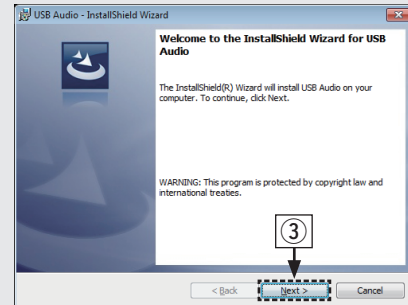 USB Audio - InstallShield Wizard
Welcome to the InstallShield Wizard for USB
Audio
The InstallShield(R) Wizard will install USB Audio on your
computer. To continue, click Next.
WARNING: This program is protected by copyright law and
international treaties.
③
< Back Next > Cancel